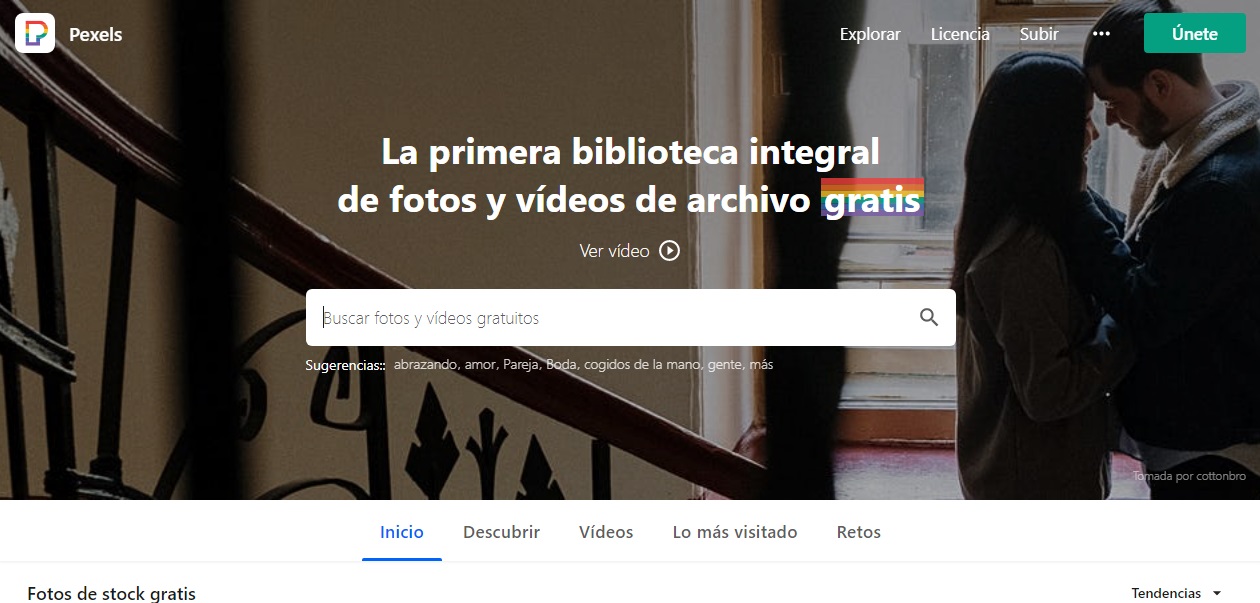 Pexels
Explorar
Licencia
Subir
Únete
La primera biblioteca integral
de fotos y vídeos de archivo gratis
Ver vídeo
Buscar fotos y vídeos gratuitos
Sugerencias:: abrazando, amor, Pareja, Boda, cogidos de la mano, gente, más
Tomada por cottonbro
Inicio
Descubrir
Vídeos
Lo más visitado
Retos
Fotos de stock gratis
Tendencias